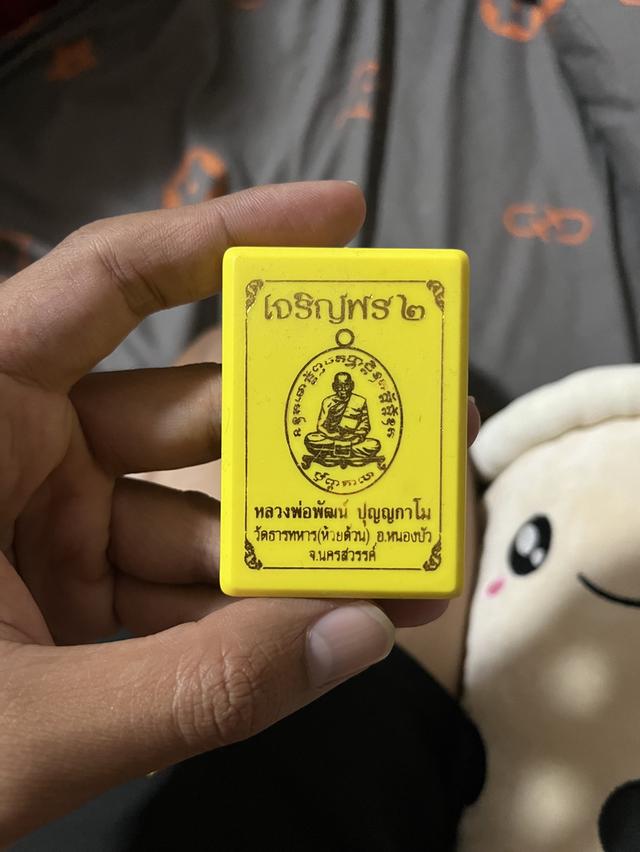 เจริญพร ๒
หลวงพ่อพัฒน์ ปุญญกาโม
วัดธารทหาร(ห้วยด้วน) อ.หนองบัว
จ.นครสวรรค์